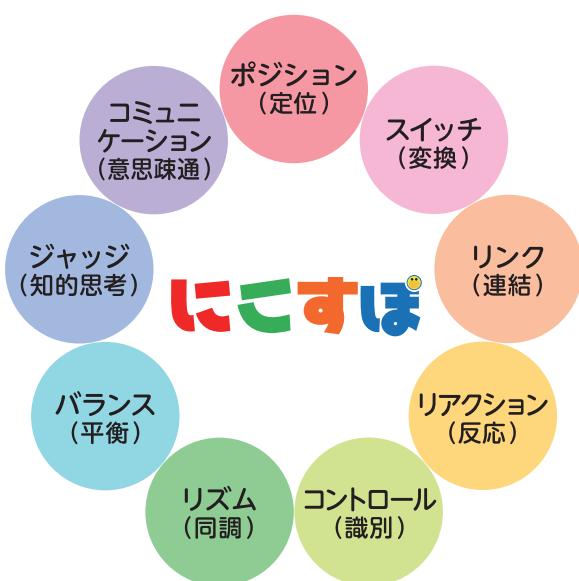 ポジション
（定位）
スイッチ
（変換）
リンク
（連結）
リアクション
（反応）
コントロール
（識別）
リズム
（同調）
バランス
（平衡）
ジャッジ
（知的思考）
コミュニ
ケーション
（意思疎通）
にこすぽ